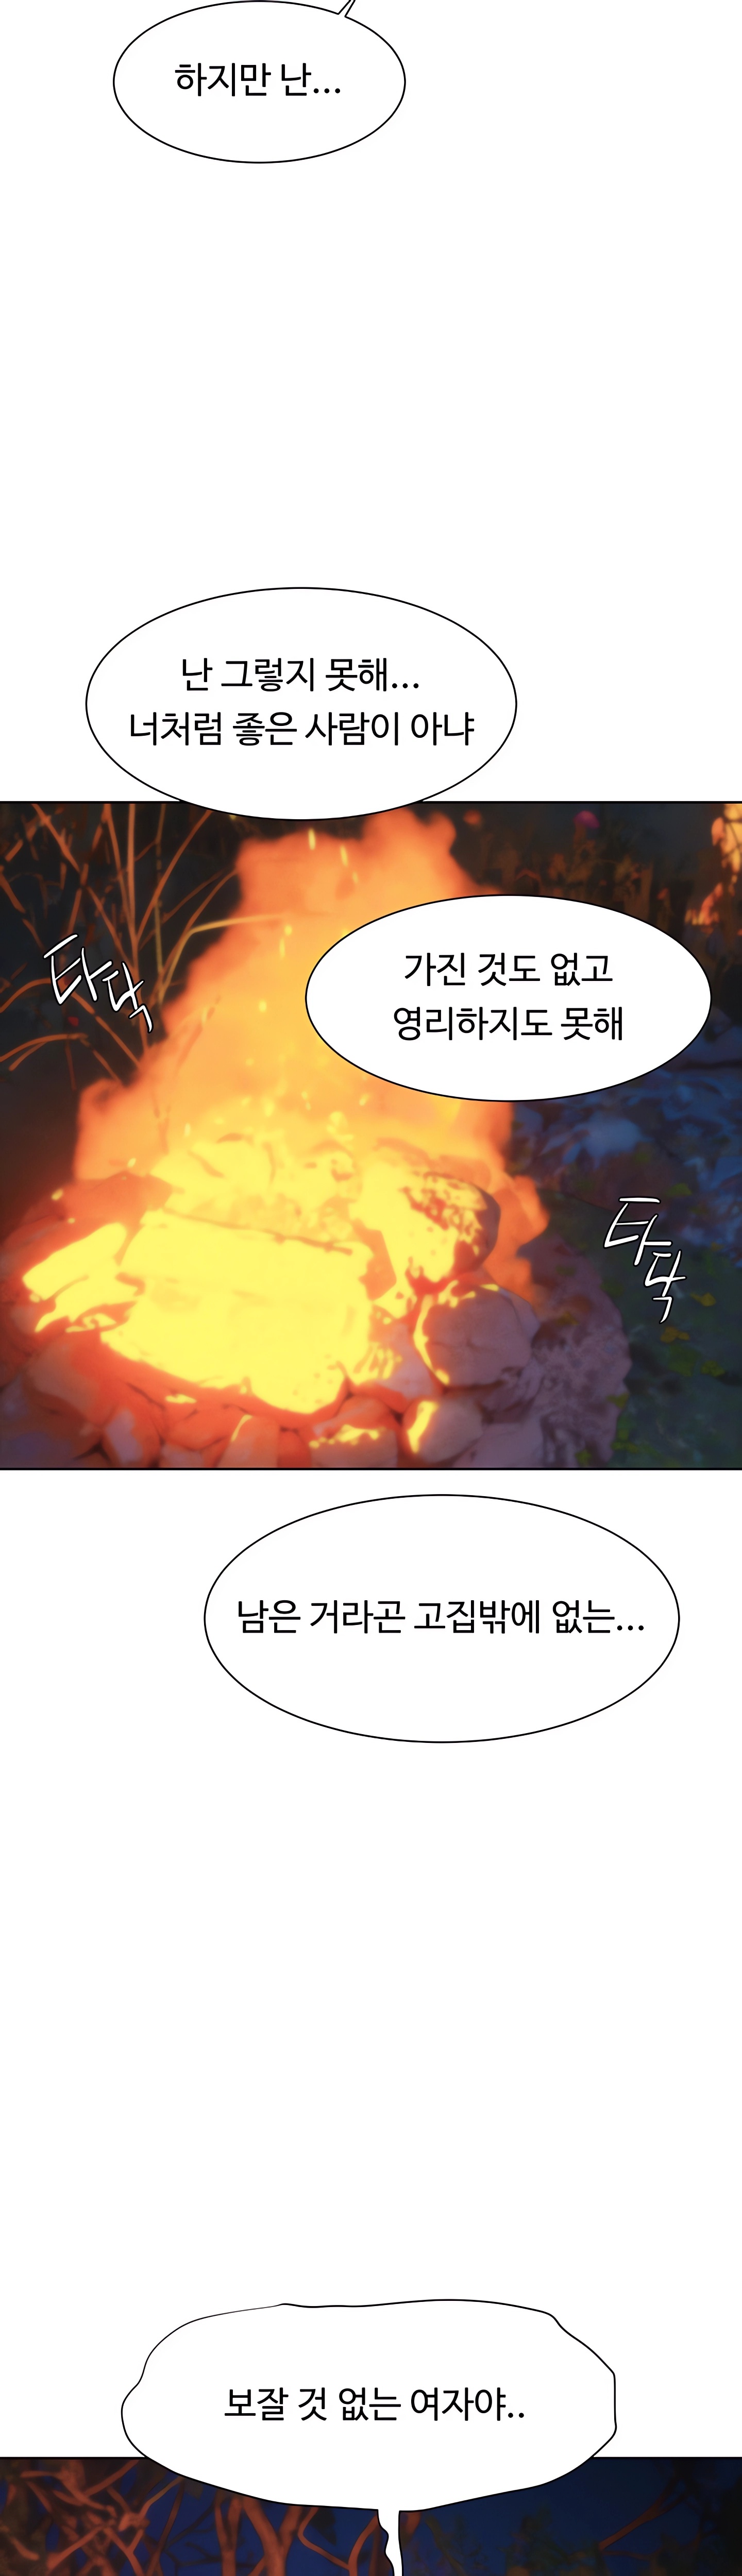 하지만 난...
난 그렇지 못해...
너처럼 좋은 사람이 아냐
가진 것도 없고
영리하지도 못해
타닥
타닥
남은 거라곤 고집밖에 없는...
보잘 것 없는 여자야..